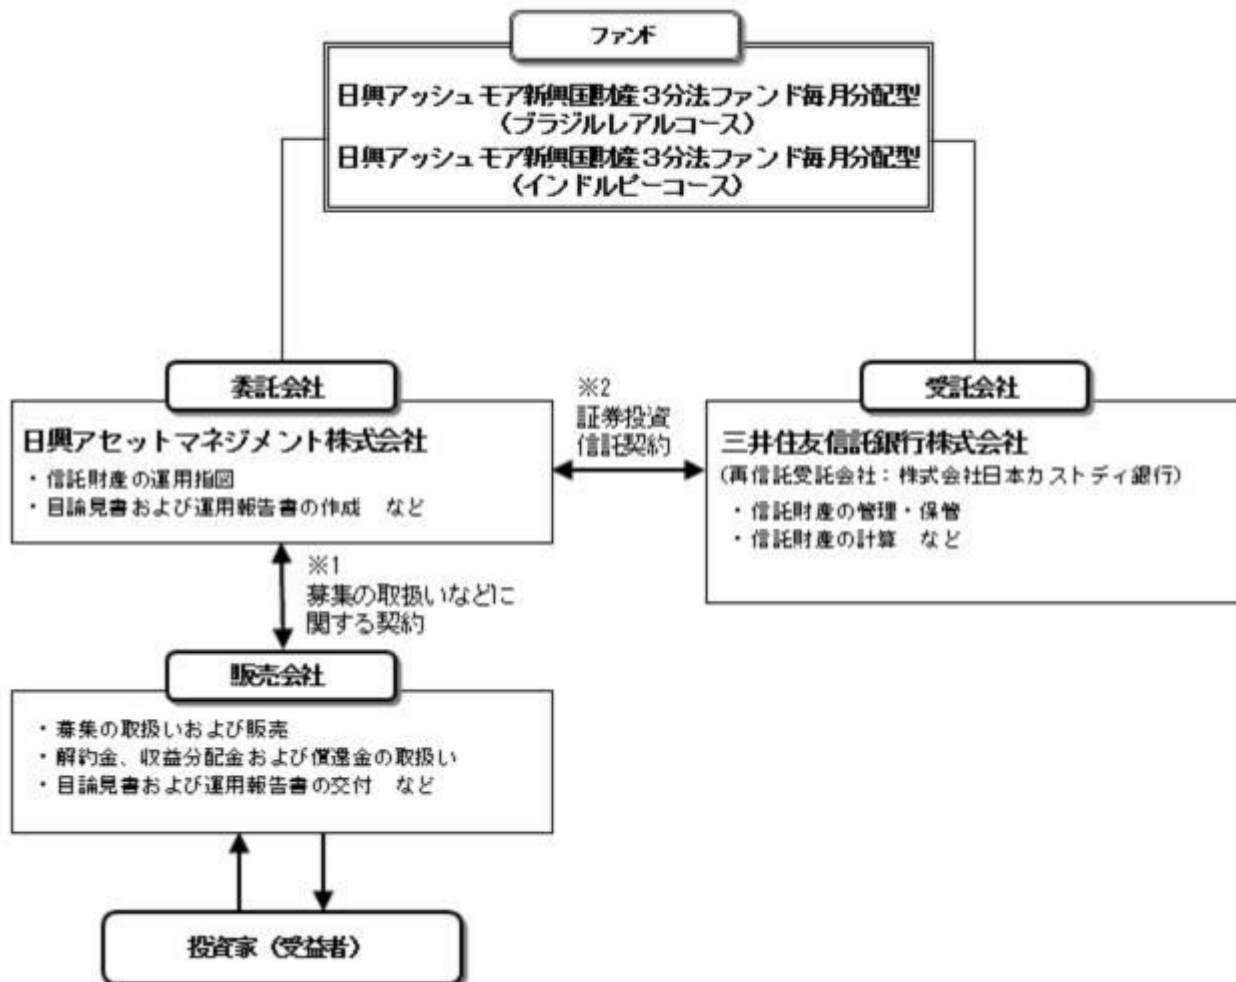 ファンド
日興アッシュモア新興国財産3分法ファンド毎月分配型
（ブラジルレアルコース）
日興アッシュモア新興国財産3分法ファンド毎月分配型
（インドルピーコース）
委託会社
日興アセットマネジメント株式会社
・信託財産の運用指図
・目論見書および運用報告書の作成　など
※2
証券投資
信託契約
受託会社
三井住友信託銀行株式会社
（再信託受託会社：株式会社日本カストディ銀行）
・信託財産の管理・保管
・信託財産の計算　など
※1
募集の取扱いなどに
関する契約
販売会社
・募集の取扱いおよび販売
・解約金、収益分配金および償還金の取扱い
・目論見書および運用報告書の交付　など
投資家（受益者）